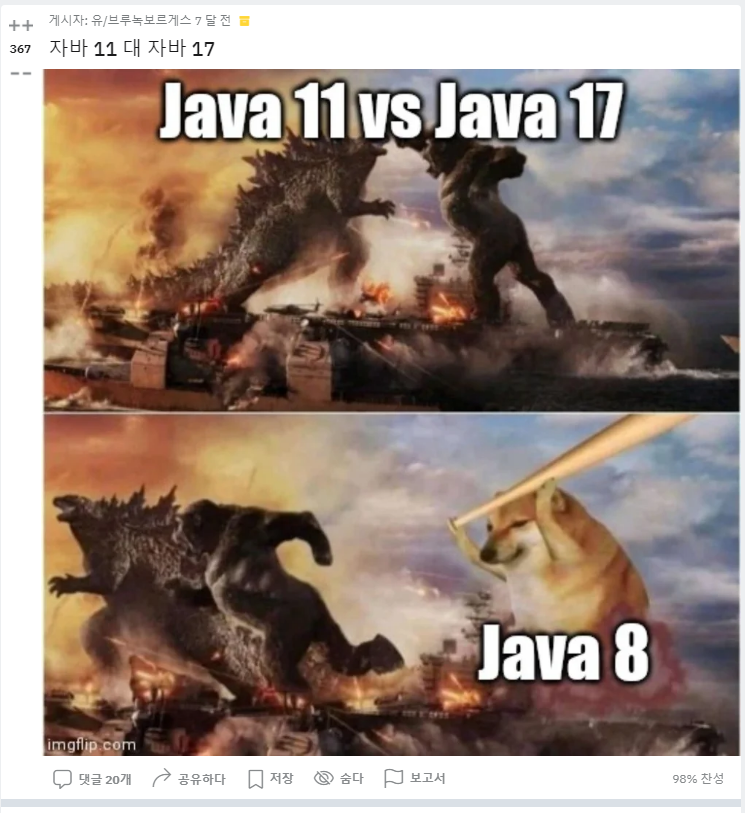 게시자: 유/브루녹보르게스 7 달 전
367
자바 11 대 자바 17
Java 11 vs Java 17
Java 8
imgflip.com
댓글 20개 공유하다 저장 숨다 보고서 98% 찬성